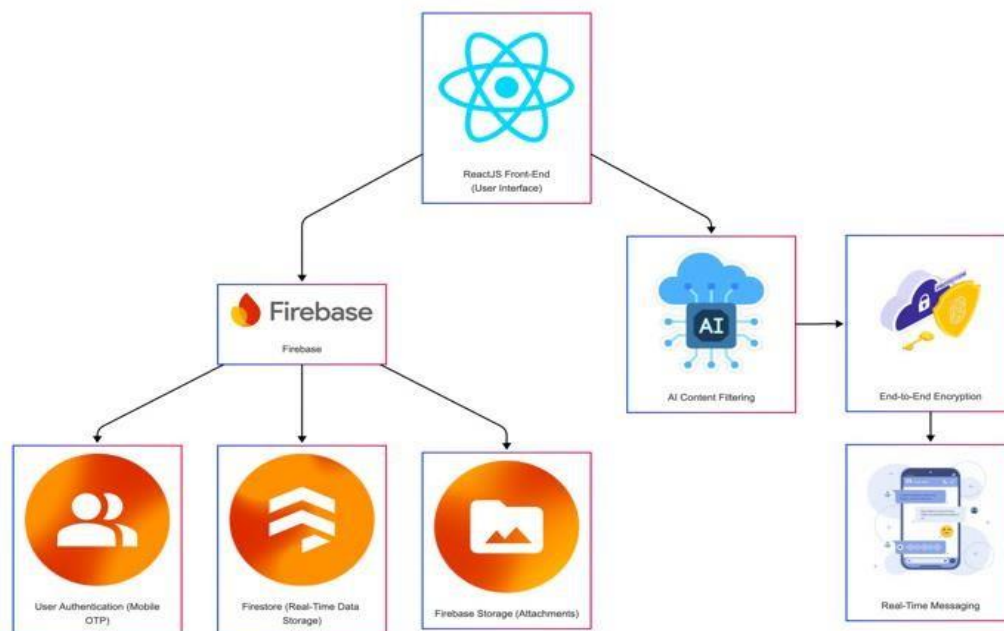 ReactJS Front-End
(User Interface)
Firebase
Firebase
AI
AI Content Filtering
End-to-End Encryption
User Authentication (Mobile
OTP)
Firestore (Real-Time Data
Storage)
Firebase Storage (Attachments)
Real-Time Messaging